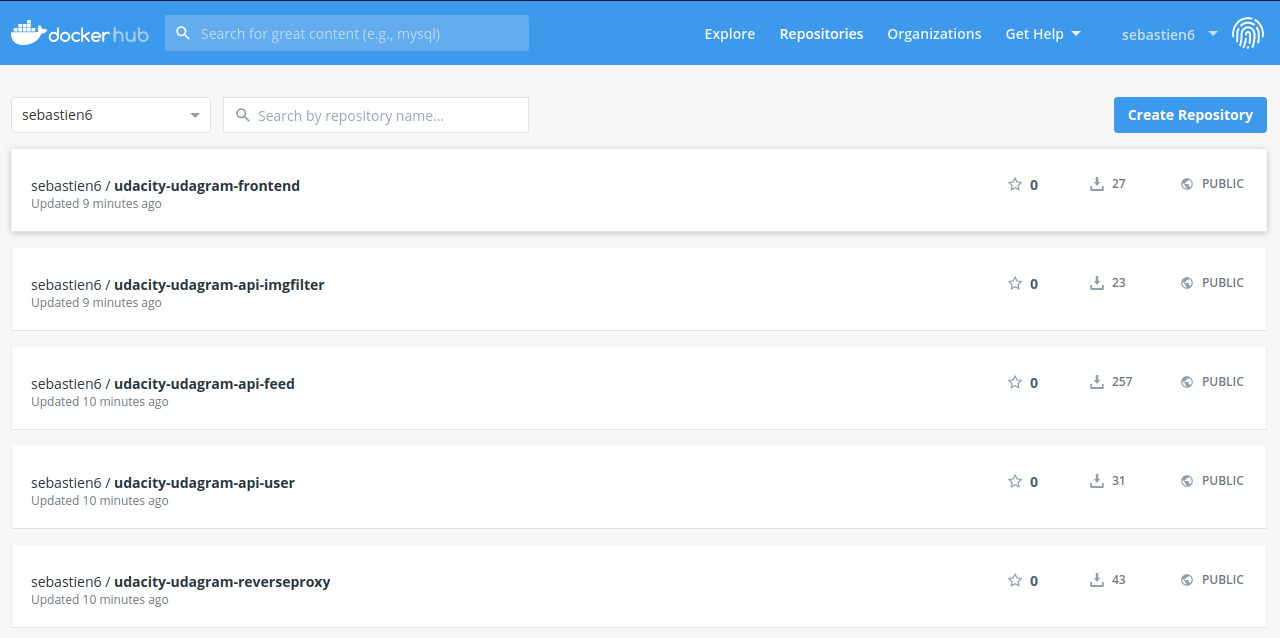 dockerhub Search for great content (e.g., mysql) Explore Repositories Organizations Get Help sebastien6
sebastien6 Search by repository name... Create Repository
sebastien6 / udacity-udagram-frontend 0 27 PUBLIC
Updated 9 minutes ago
sebastien6 / udacity-udagram-api-imgfilter 0 23 PUBLIC
Updated 9 minutes ago
sebastien6 / udacity-udagram-api-feed 0 257 PUBLIC
Updated 10 minutes ago
sebastien6 / udacity-udagram-api-user 0 31 PUBLIC
Updated 10 minutes ago
sebastien6 / udacity-udagram-reverseproxy 0 43 PUBLIC
Updated 10 minutes ago